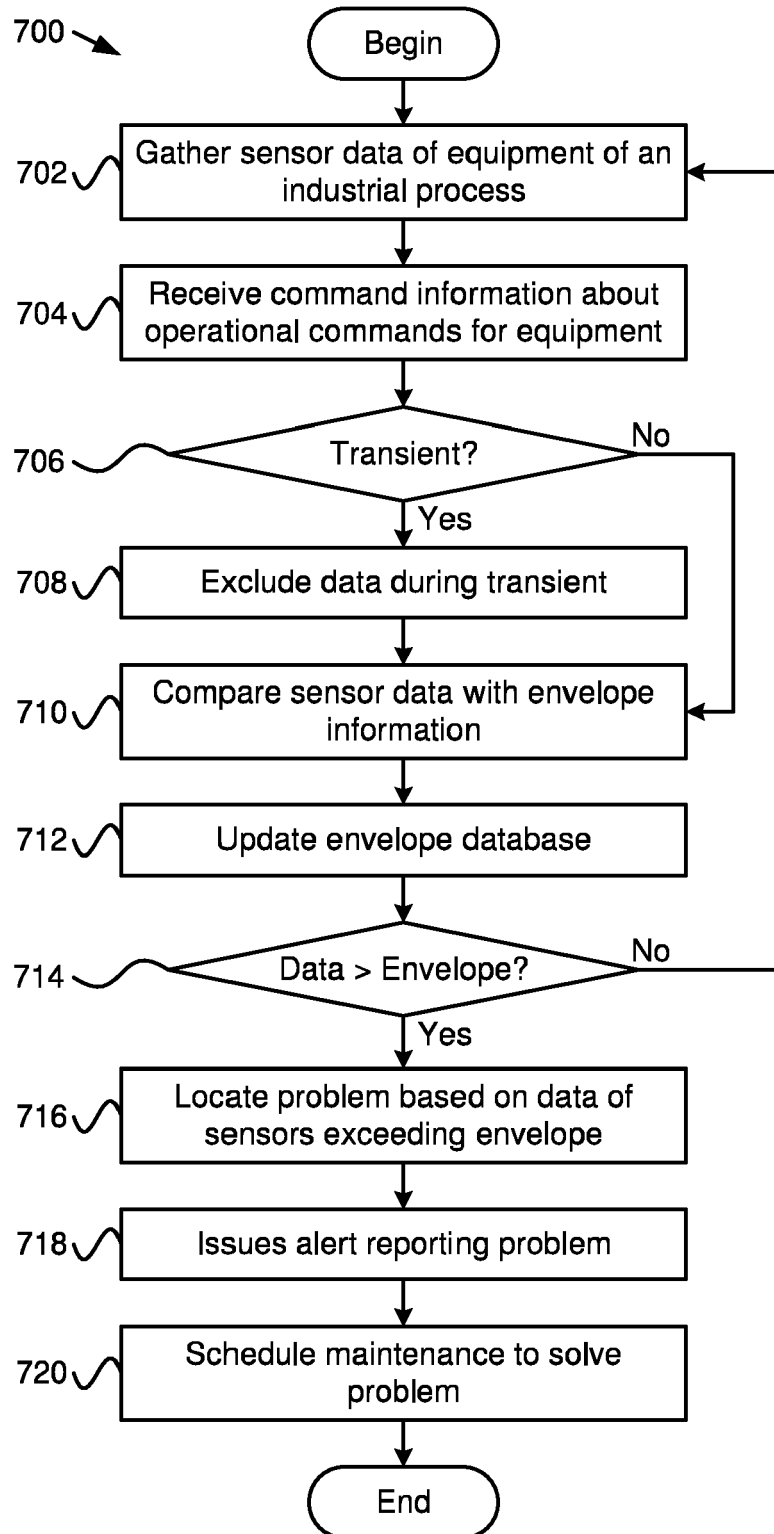 700
Begin
702
Gather sensor data of equipment of an
industrial process
704
Receive command information about
operational commands for equipment
706
Transient?
No
Yes
708
Exclude data during transient
710
Compare sensor data with envelope
information
712
Update envelope database
714
Data > Envelope?
No
Yes
716
Locate problem based on data of
sensors exceeding envelope
718
Issues alert reporting problem
720
Schedule maintenance to solve
problem
End